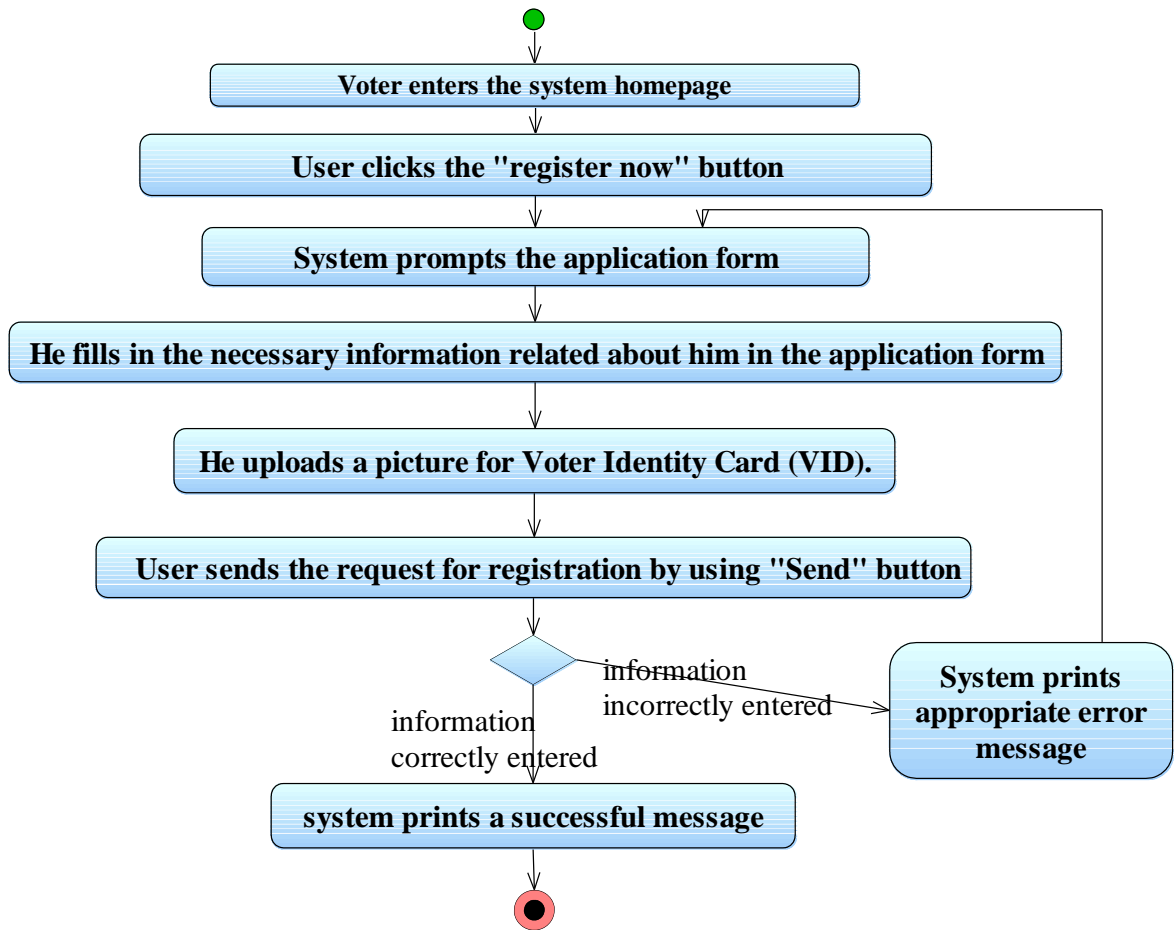 Voter enters the system homepage
User clicks the "register now" button
System prompts the application form
He fills in the necessary information related about him in the application form
He uploads a picture for Voter Identity Card (VID).
User sends the request for registration by using "Send" button
information
incorrectly entered
System prints
appropriate error
message
information
correctly entered
system prints a successful message